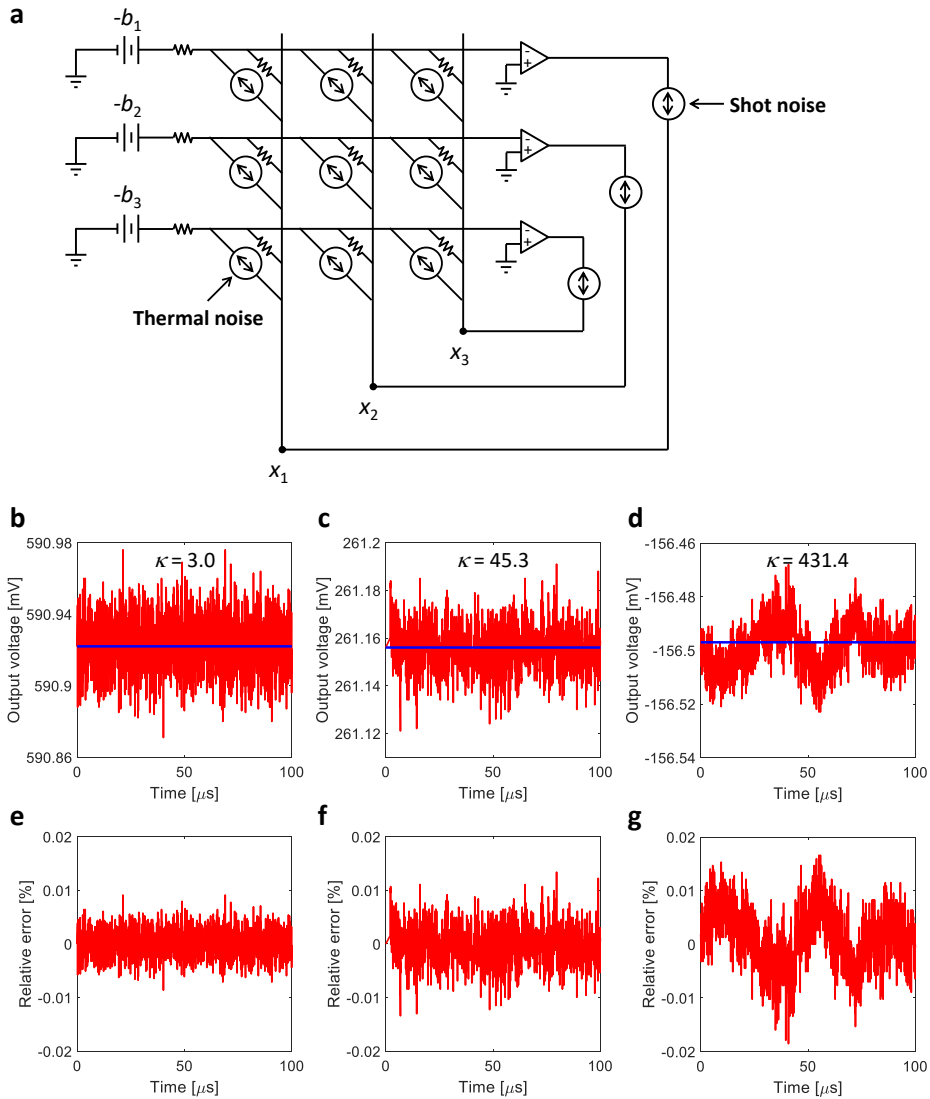 a
-b1
-b2
-b3
- +
- +
- +
Shot noise
Thermal noise
x3
x2
x1
b
κ = 3.0
590.98
590.94
590.9
590.86
Output voltage [mV]
0 50 100
Time [μs]
c
κ = 45.3
261.2
261.18
261.16
261.14
261.12
Output voltage [mV]
0 50 100
Time [μs]
d
κ = 431.4
-156.46
-156.48
-156.5
-156.52
-156.54
Output voltage [mV]
0 50 100
Time [μs]
e
0.02
0.01
0
-0.01
-0.02
Relative error [%]
0 50 100
Time [μs]
f
0.02
0.01
0
-0.01
-0.02
Relative error [%]
0 50 100
Time [μs]
g
0.02
0.01
0
-0.01
-0.02
Relative error [%]
0 50 100
Time [μs]